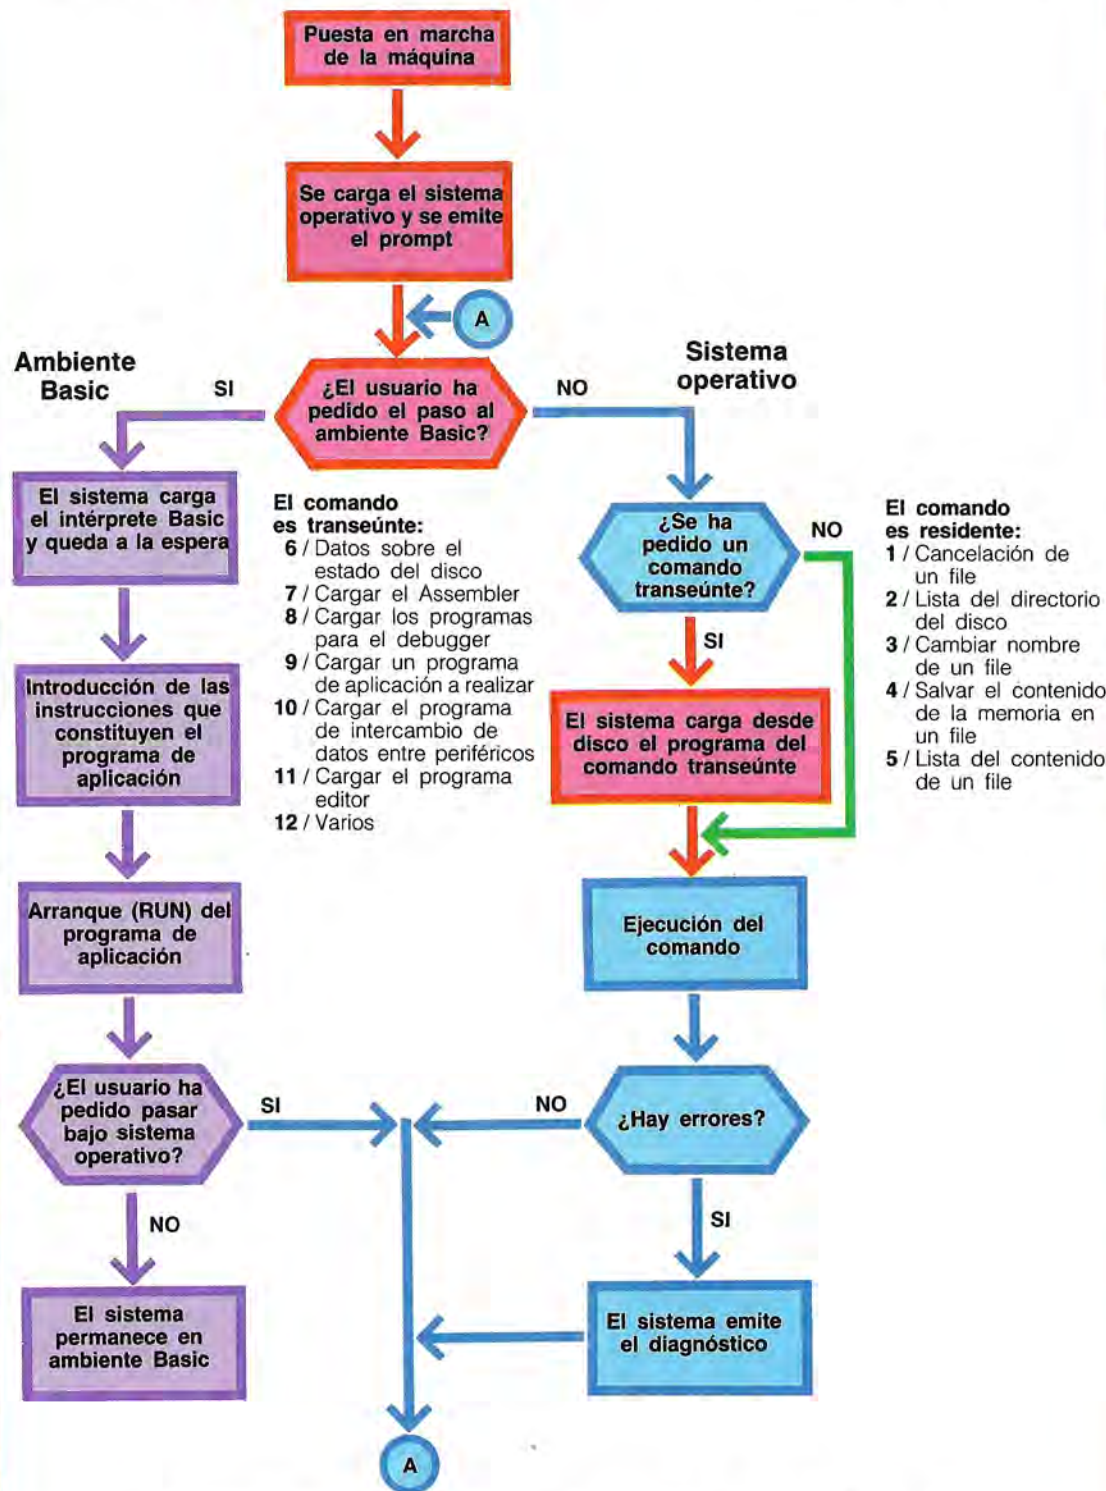 Puesta en marcha
de la máquina
Se carga el sistema
operativo y se emite
el prompt
A
Ambiente
Basic
SI
¿El usuario ha
pedido el paso al
ambiente Basic?
NO
Sistema
operativo
El sistema carga
el intérprete Basic
y queda a la espera
El comando
es transeúnte:
6 / Datos sobre el
estado del disco
7 / Cargar el Assembler
8 / Cargar los programas
para el debugger
9 / Cargar un programa
de aplicación a realizar
10 / Cargar el programa
de intercambio de
datos entre periféricos
11 / Cargar el programa
editor
12 / Varios
¿Se ha
pedido un
comando
transeúnte?
NO
El comando
es residente:
1 / Cancelación de
un file
2 / Lista del directorio
del disco
3 / Cambiar nombre
de un file
4 / Salvar el contenido
de la memoria en
un file
5 / Lista del contenido
de un file
SI
Introducción de las
instrucciones que
constituyen el
programa de
aplicación
El sistema carga desde
disco el programa del
comando transeúnte
Arranque (RUN) del
programa de
aplicación
Ejecución del
comando
¿El usuario ha
pedido pasar
bajo sistema
operativo?
SI
NO
¿Hay errores?
NO
SI
El sistema
permanece en
ambiente Basic
El sistema emite
el diagnóstico
A